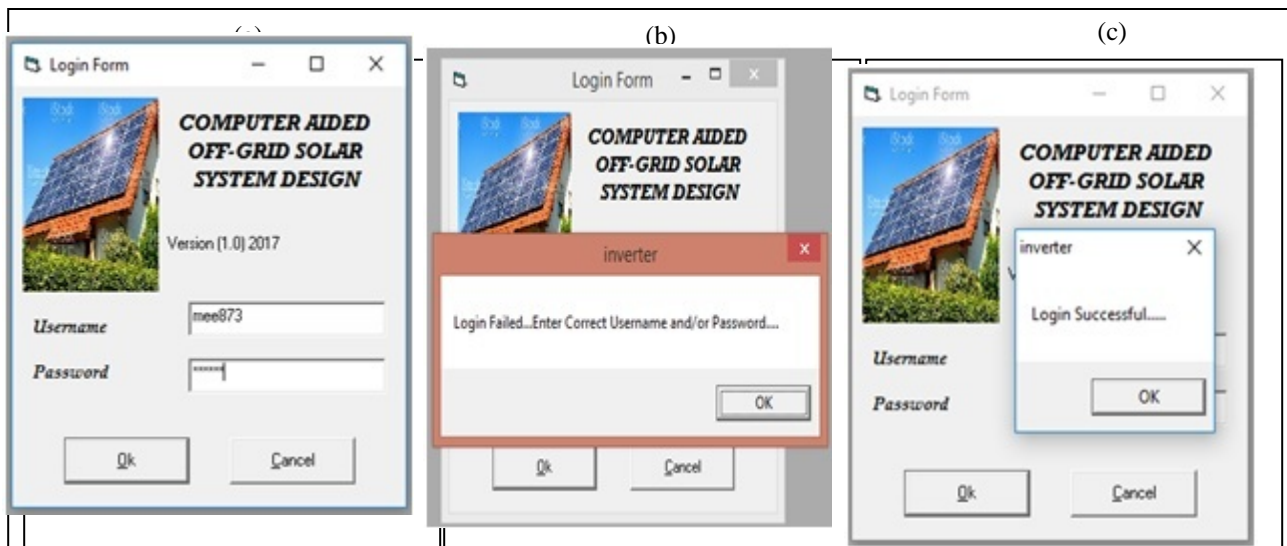 (b)
(c)
Login Form
COMPUTER AIDED
OFF-GRID SOLAR
SYSTEM DESIGN
Version (1.0) 2017
Username
mee873
Password
******
Ok
Cancel
Login Form
COMPUTER AIDED
OFF-GRID SOLAR
SYSTEM DESIGN
inverter
Login Failed...Enter Correct Username and/or Password....
OK
Ok
Cancel
Login Form
COMPUTER AIDED
OFF-GRID SOLAR
SYSTEM DESIGN
inverter
Login Successful......
OK
Username
Password
Ok
Cancel